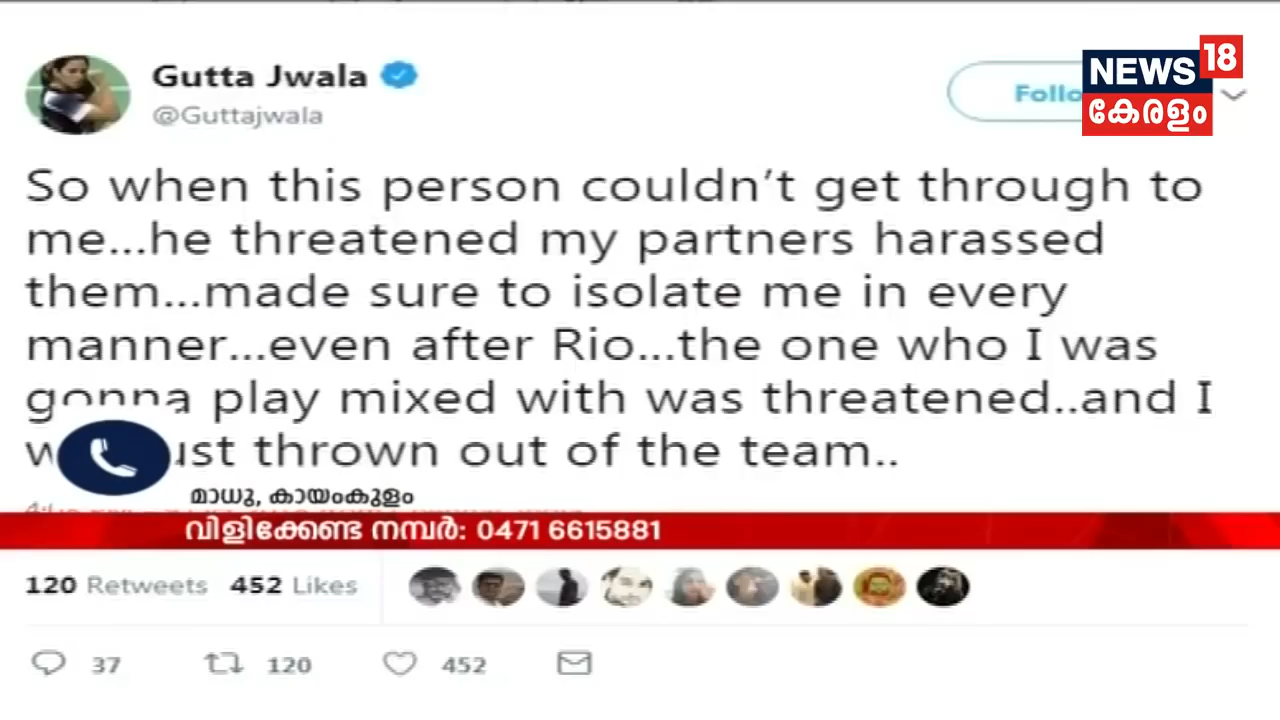 Gutta Jwala
@Guttajwala
NEWS 18
കേരളം
So when this person couldn't get through to
me...he threatened my partners harassed
them...made sure to isolate me in every
manner...even after Rio...the one who I was
gonna play mixed with was threatened..and I
thrown out of the team..
മാധു, കായംകുളം
വിളിക്കേണ്ട നമ്പർ: 0471 6615881
120 Retweets 452 Likes
37 120 452